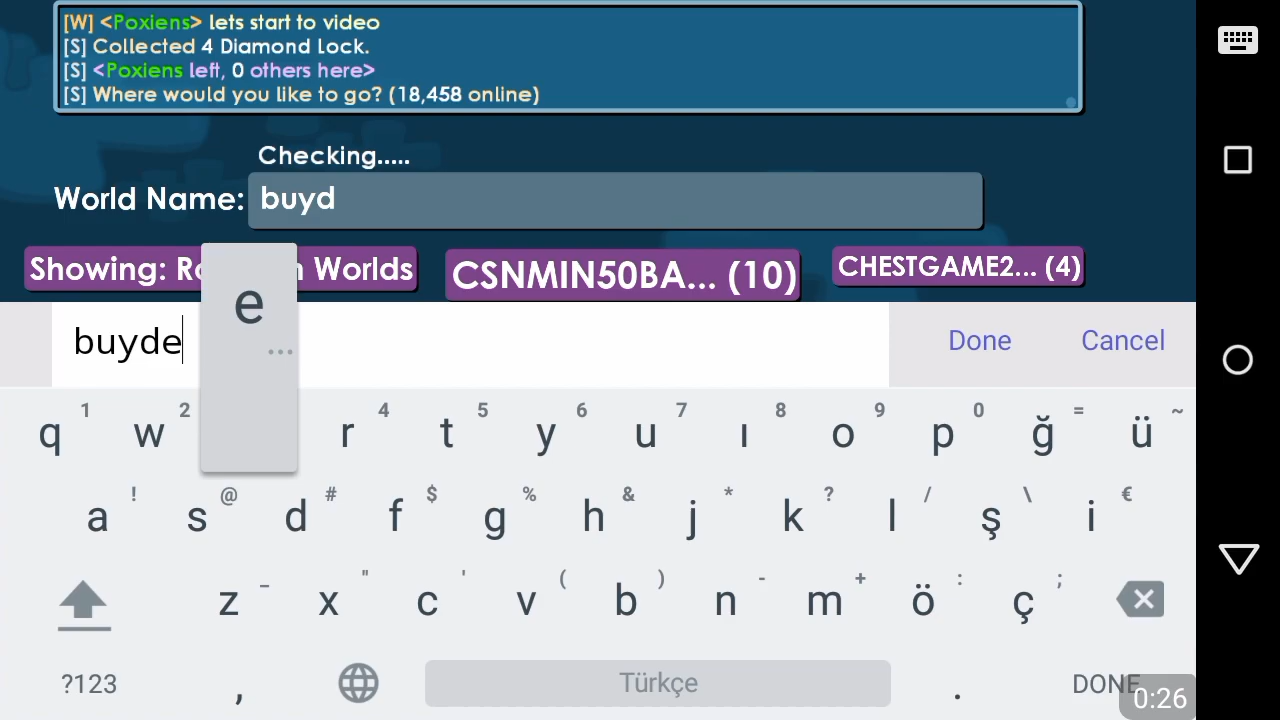 [W] <Poxiens> lets start to video
[S] Collected 4 Diamond Lock.
[S] <Poxiens left, 0 others here>
[S] Where would you like to go? (18,458 online)
Checking.....
World Name: buyd
Showing: R Worlds CSNMIN50BA... (10) CHESTGAME2... (4)
e
...
buyde Done Cancel
1 2 4 5 6 7 8 9 0 = ~
q w r t y u ı o p ğ ü
! @ # $ % & * ? / \ €
a s d f g h j k l ş i
_ " ' ( ) - + : ;
z x c v b n m ö ç
?123 , Türkçe . DONE
0:26